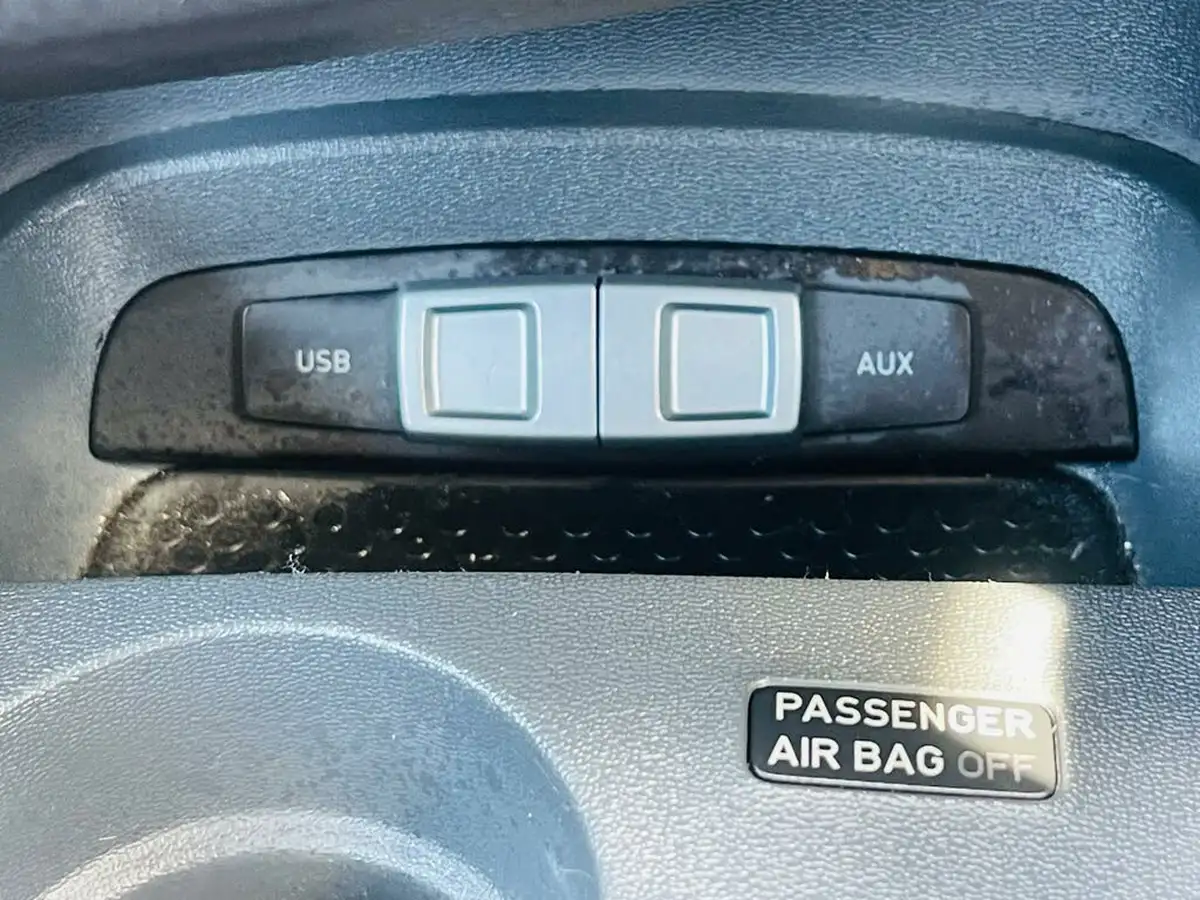 USB
AUX
PASSENGER
AIR BAG OFF